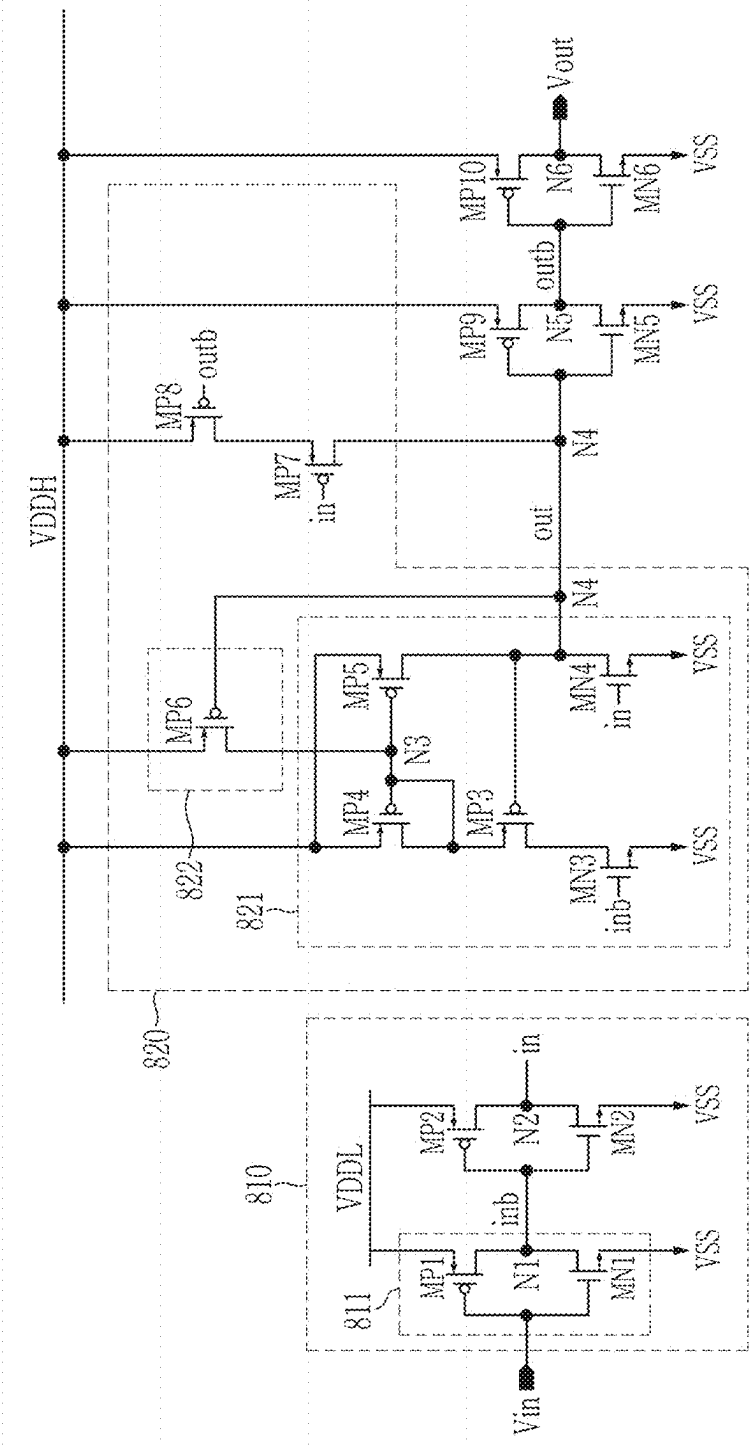 VDDH
820
822
MP6
MP8
outb
MP7
in
821
MP4
N3
MP5
MP3
inb
MN3
VSS
in
MN4
VSS
N4
out
N4
MP9
N5
MN5
VSS
outb
MP10
N6
MN6
VSS
Vout
810
VDDL
811
Vin
MP1
N1
MN1
VSS
inb
MP2
N2
MN2
VSS
in